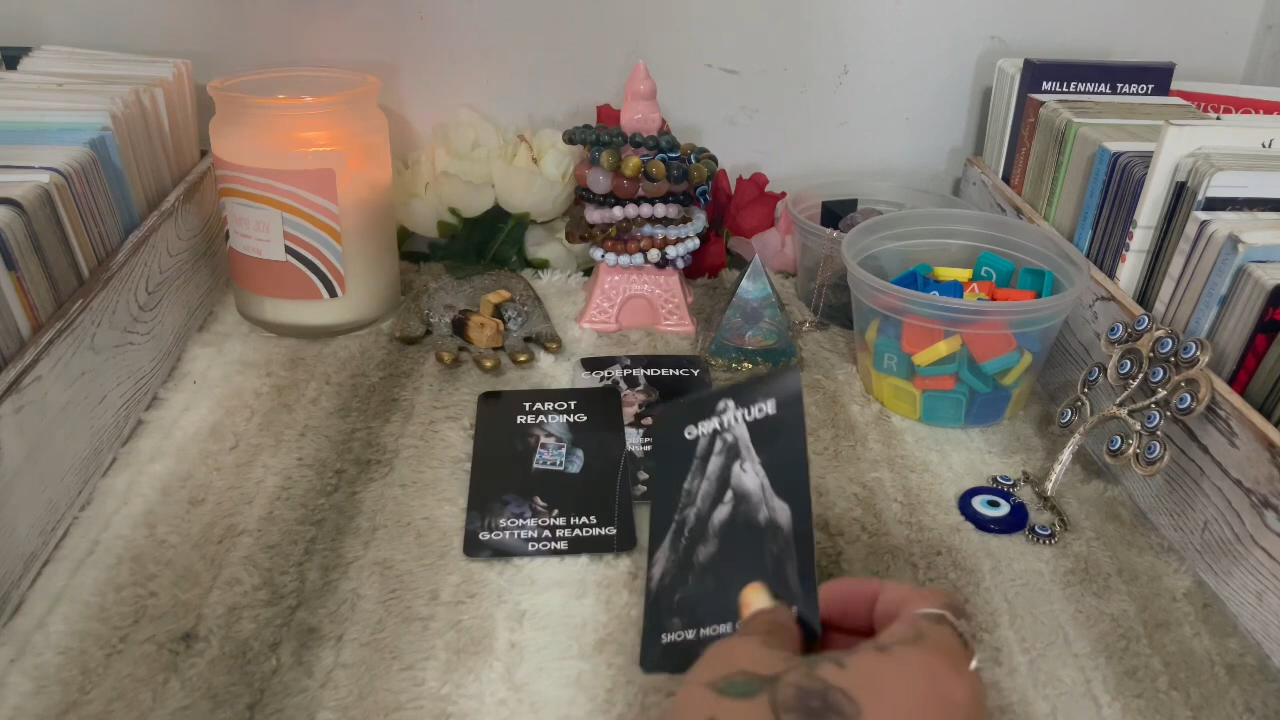 MILLENNIAL TAROT
CODEPENDENCY
TAROT
READING
SOMEONE HAS
GOTTEN A READING
DONE
GRATITUDE
SHOW MORE
R
G
V